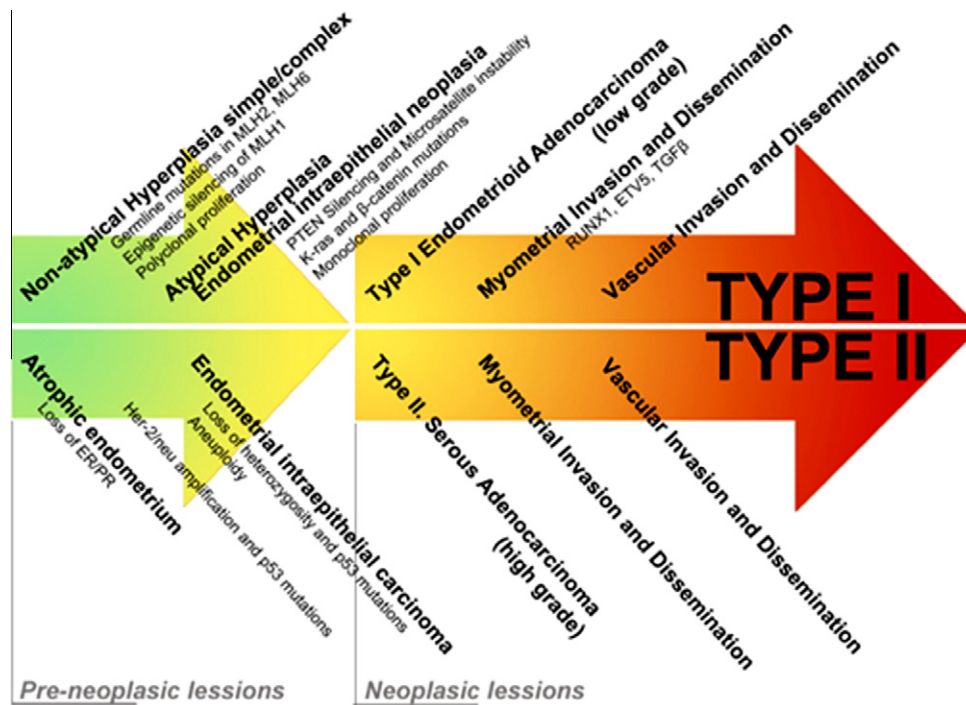 Non-atypical Hyperplasia simple/complex
Germline mutations in MLH2, MLH6
Epigenetic silencing of MLH1
Polyclonal proliferation
Atypical Hyperplasia
Endometrial intraepithelial neoplasia
PTEN Silencing and Microsatellite instability
K-ras and β-catenin mutations
Monoclonal proliferation
Type I Endometrioid Adenocarcinoma
(low grade)
Myometrial Invasion and Dissemination
RUNX1, ETV5, TGFβ
Vascular Invasion and Dissemination
TYPE I
TYPE II
Atrophic endometrium
Loss of ER/PR
Her-2/neu amplification and p53 mutations
Endometrial intraepithelial carcinoma
Loss of heterozygosity and p53 mutations
Aneuploidy
Type II. Serous Adenocarcinoma
(high grade)
Myometrial Invasion and Dissemination
Vascular Invasion and Dissemination
Pre-neoplasic lessions
Neoplasic lessions